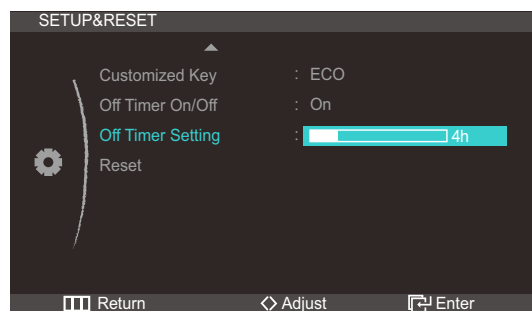 SETUP&RESET
Customized Key : ECO
Off Timer On/Off : On
Off Timer Setting : 4h
Reset
Return Adjust Enter